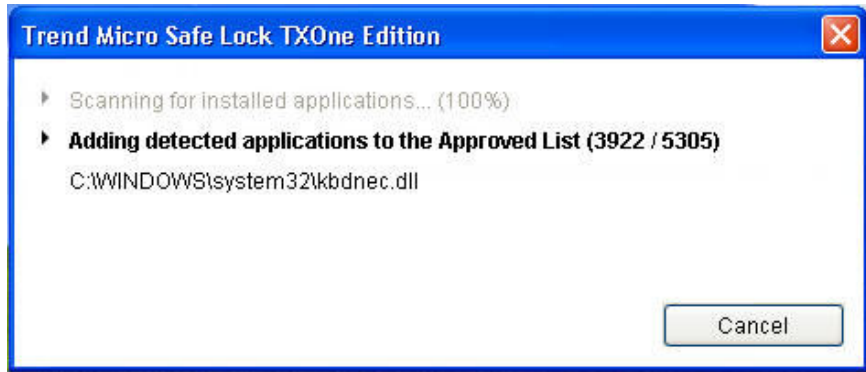 Trend Micro Safe Lock TXOne Edition
Scanning for installed applications... (100%)
Adding detected applications to the Approved List (3922 / 5305)
C:\WINDOWS\system32\kbdnec.dll
Cancel